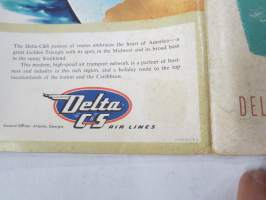 The Delta-C&S system of routes embraces the heart of America—a
great Golden Triangle with its apex in the Midwest and its broad base
in the sunny Southland.
This modern, high-speed air transport network is a partner of busi-
ness and industry in this rich region, and a holiday route to the top
vacationlands of the nation and the Caribbean.
Delta
C&S
AIR LINES
General Offices: Atlanta, Georgia
DEL